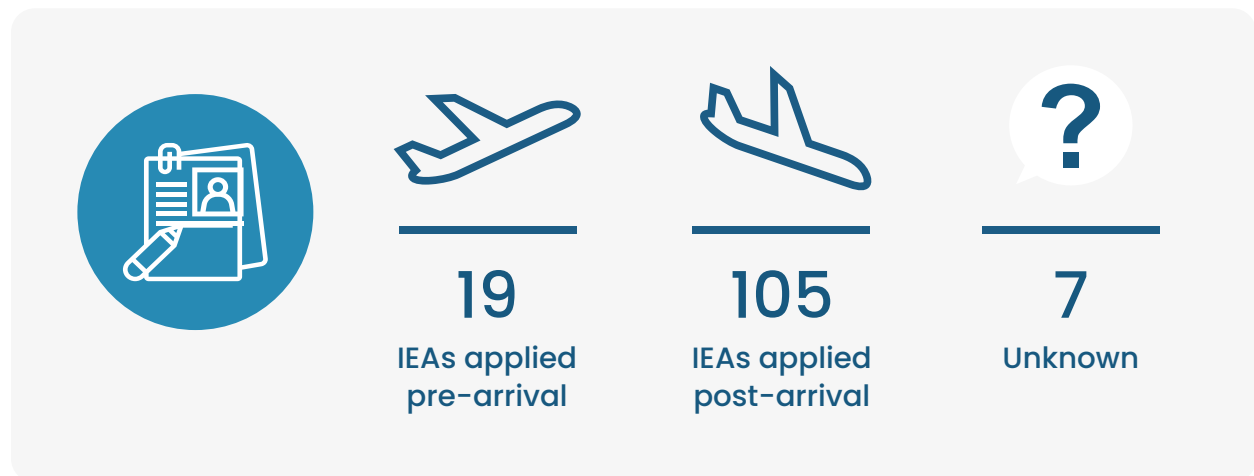 ?
19
IEAs applied
pre-arrival
105
IEAs applied
post-arrival
7
Unknown